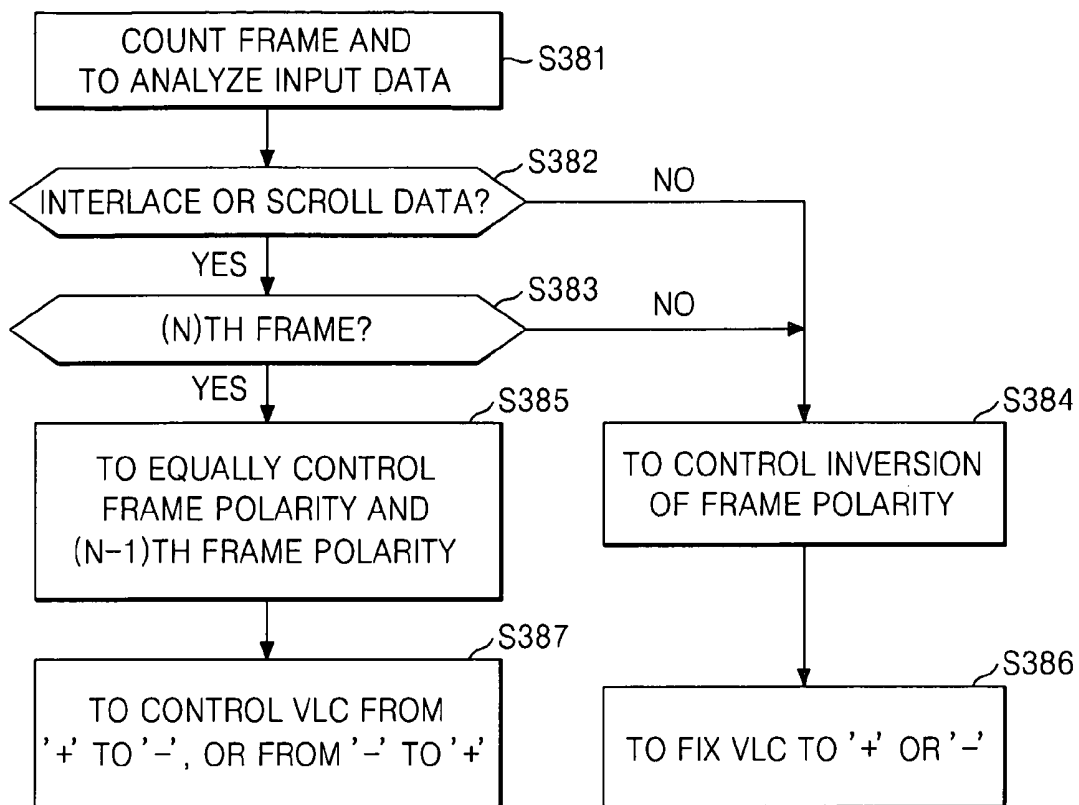 COUNT FRAME AND
TO ANALYZE INPUT DATA
S381
INTERLACE OR SCROLL DATA?
S382
NO
YES
(N)TH FRAME?
S383
NO
YES
S385
TO EQUALLY CONTROL
FRAME POLARITY AND
(N-1)TH FRAME POLARITY
S384
TO CONTROL INVERSION
OF FRAME POLARITY
S387
TO CONTROL VLC FROM
'+' TO '-', OR FROM '-' TO '+'
S386
TO FIX VLC TO '+' OR '-'